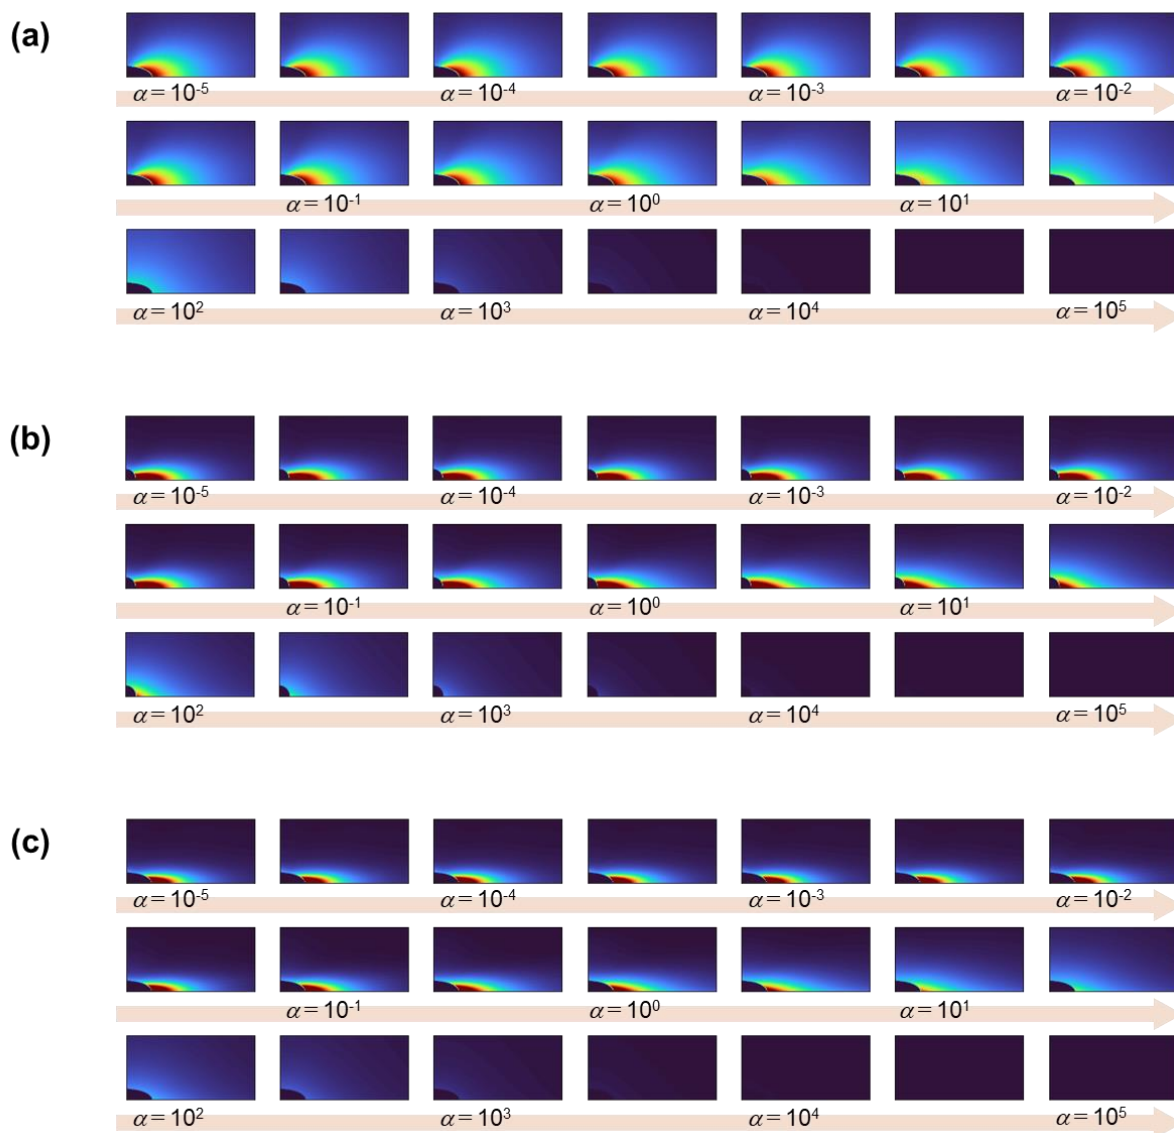 (a)
α = 10⁻⁵ α = 10⁻⁴ α = 10⁻³ α = 10⁻²
α = 10⁻¹ α = 10⁰ α = 10¹
α = 10² α = 10³ α = 10⁴ α = 10⁵
(b)
α = 10⁻⁵ α = 10⁻⁴ α = 10⁻³ α = 10⁻²
α = 10⁻¹ α = 10⁰ α = 10¹
α = 10² α = 10³ α = 10⁴ α = 10⁵
(c)
α = 10⁻⁵ α = 10⁻⁴ α = 10⁻³ α = 10⁻²
α = 10⁻¹ α = 10⁰ α = 10¹
α = 10² α = 10³ α = 10⁴ α = 10⁵